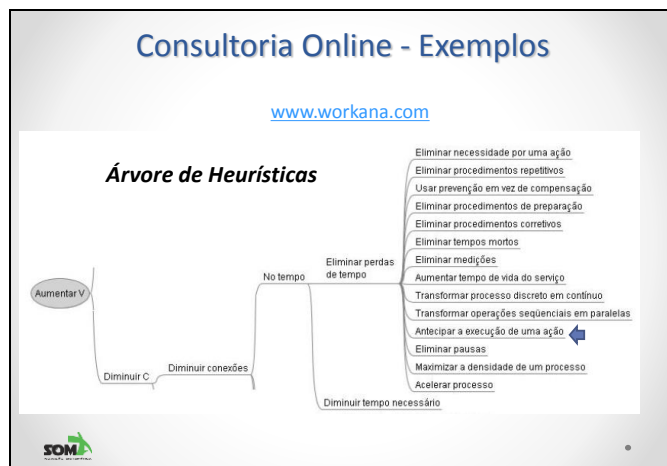 Consultoria Online - Exemplos
www.workana.com
Árvore de Heurísticas
Eliminar necessidade por uma ação
Eliminar procedimentos repetitivos
Usar prevenção em vez de compensação
Eliminar procedimentos de preparação
Eliminar procedimentos corretivos
Eliminar tempos mortos
Eliminar medições
Aumentar tempo de vida do serviço
Transformar processo discreto em contínuo
Transformar operações seqüenciais em paralelas
Antecipar a execução de uma ação
Eliminar pausas
Maximizar a densidade de um processo
Acelerar processo
Eliminar perdas
de tempo
No tempo
Aumentar V
Diminuir conexões
Diminuir C
Diminuir tempo necessário
SOMA